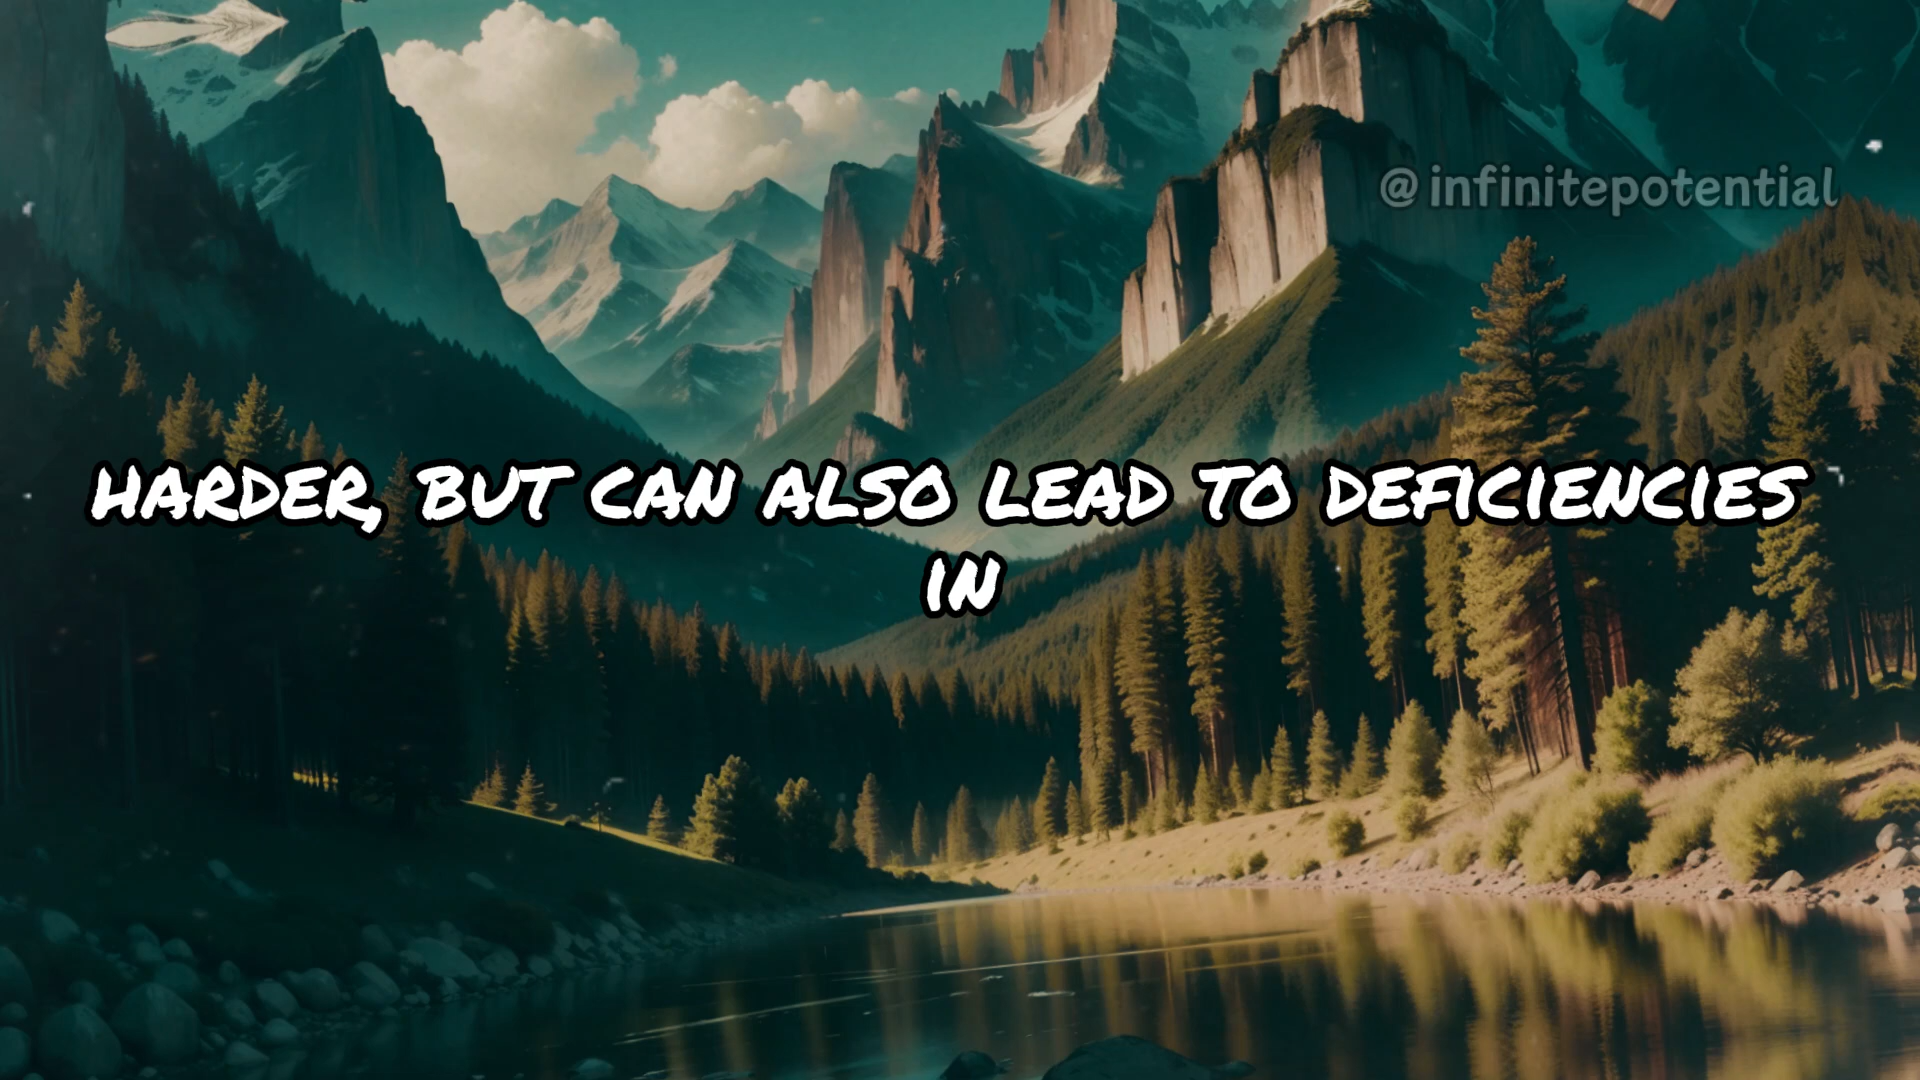 @infinitepotential
HARDER, BUT CAN ALSO LEAD TO DEFICIENCIES
IN